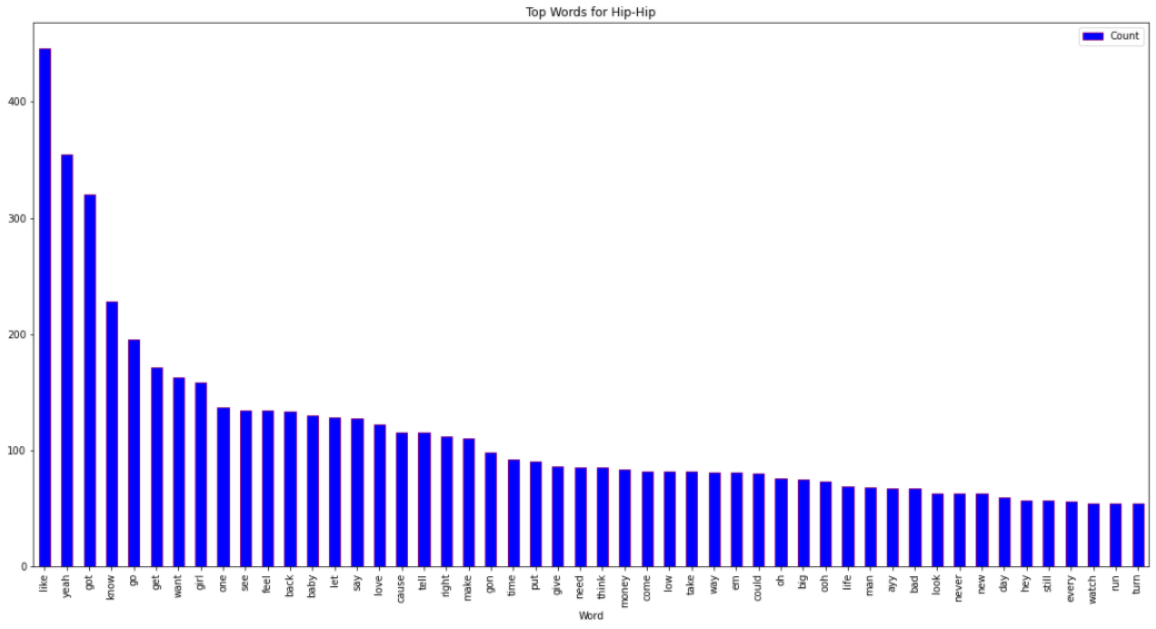 Top Words for Hip-Hip
Count
400
300
200
100
0
like
yeah
got
know
go
get
want
girl
one
see
feel
back
baby
let
say
love
cause
tell
right
make
gon
time
put
give
need
think
money
come
low
take
way
em
could
oh
big
ooh
life
man
ayy
bad
look
never
new
day
hey
still
every
watch
run
turn
Word